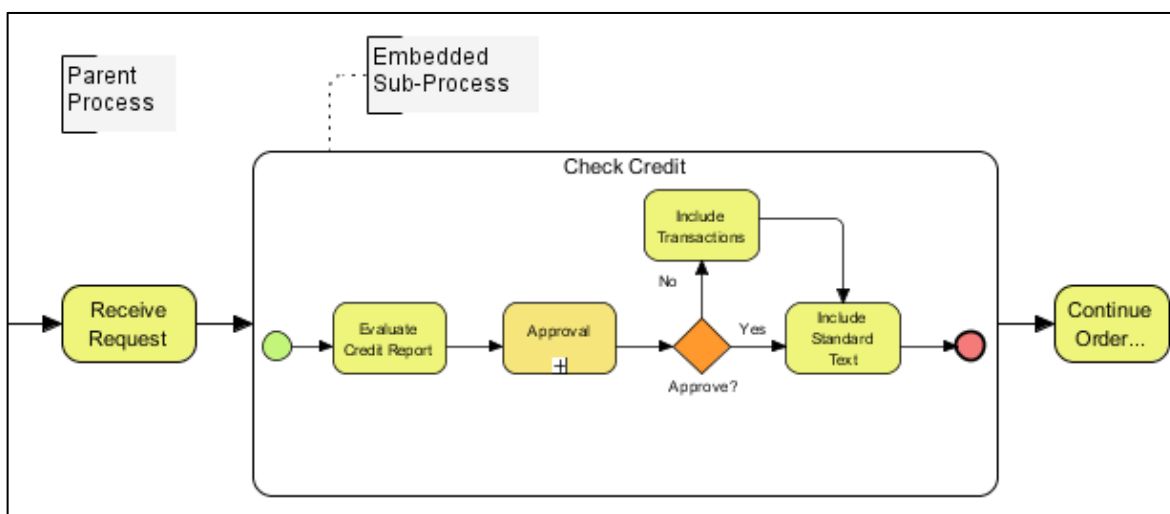 Parent
Process
Embedded
Sub-Process
Check Credit
Include
Transactions
No
Receive
Request
Evaluate
Credit Report
Approval
Yes
Approve?
Include
Standard
Text
Continue
Order...